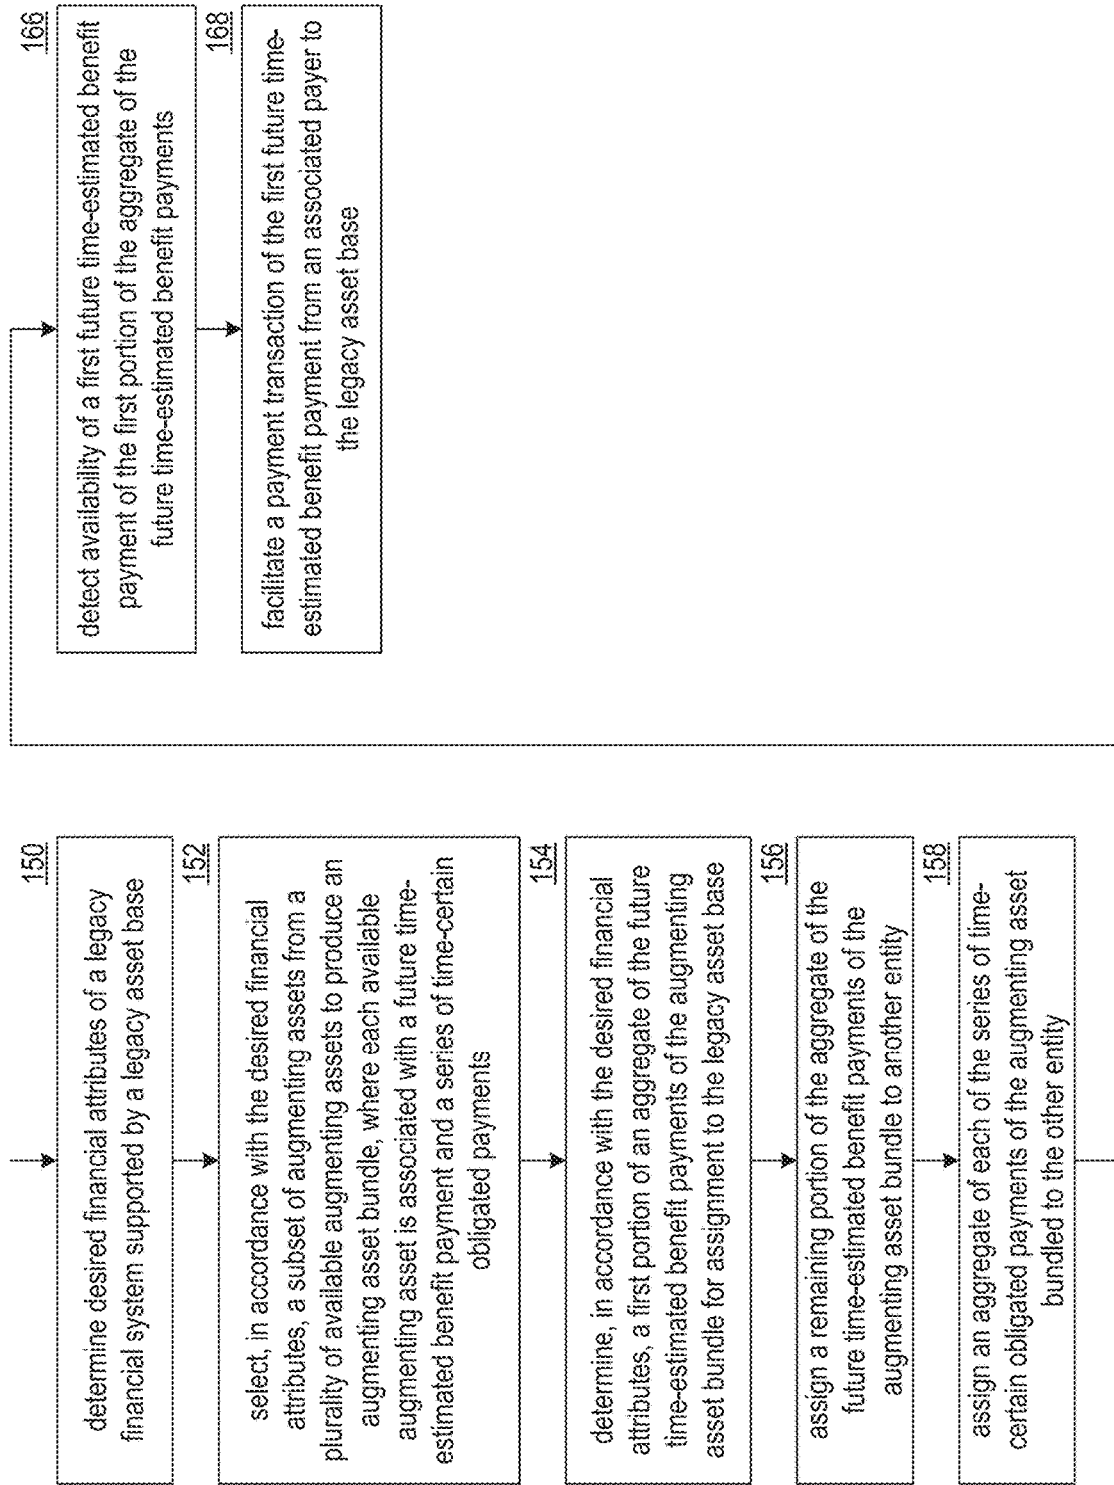 150
determine desired financial attributes of a legacy
financial system supported by a legacy asset base
152
select, in accordance with the desired financial
attributes, a subset of augmenting assets from a
plurality of available augmenting assets to produce an
augmenting asset bundle, where each available
augmenting asset is associated with a future time-
estimated benefit payment and a series of time-certain
obligated payments
154
determine, in accordance with the desired financial
attributes, a first portion of an aggregate of the future
time-estimated benefit payments of the augmenting
asset bundle for assignment to the legacy asset base
156
assign a remaining portion of the aggregate of the
future time-estimated benefit payments of the
augmenting asset bundle to another entity
158
assign an aggregate of each of the series of time-
certain obligated payments of the augmenting asset
bundled to the other entity
166
detect availability of a first future time-estimated benefit
payment of the first portion of the aggregate of the
future time-estimated benefit payments
168
facilitate a payment transaction of the first future time-
estimated benefit payment from an associated payer to
the legacy asset base